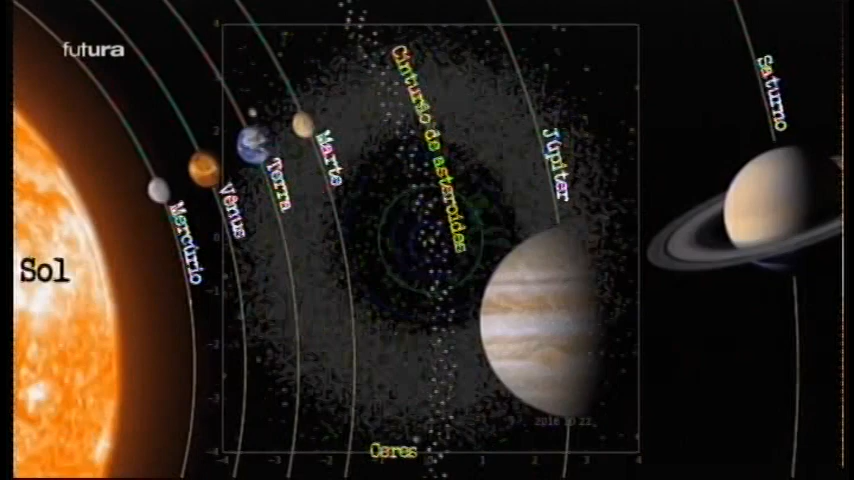 futura
Sol
Mercúrio
Vênus
Terra
Marte
Cinturão de asteroides
Júpiter
Saturno
Ceres